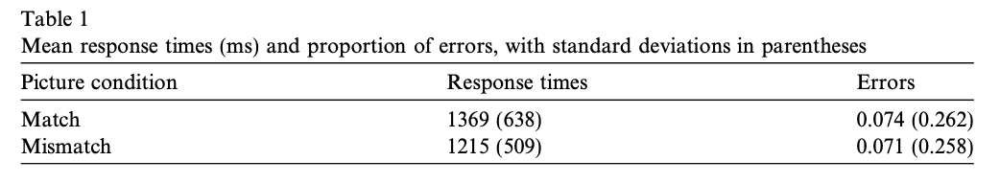 Table 1
Mean response times (ms) and proportion of errors, with standard deviations in parentheses
Picture condition Response times Errors
Match 1369 (638) 0.074 (0.262)
Mismatch 1215 (509) 0.071 (0.258)